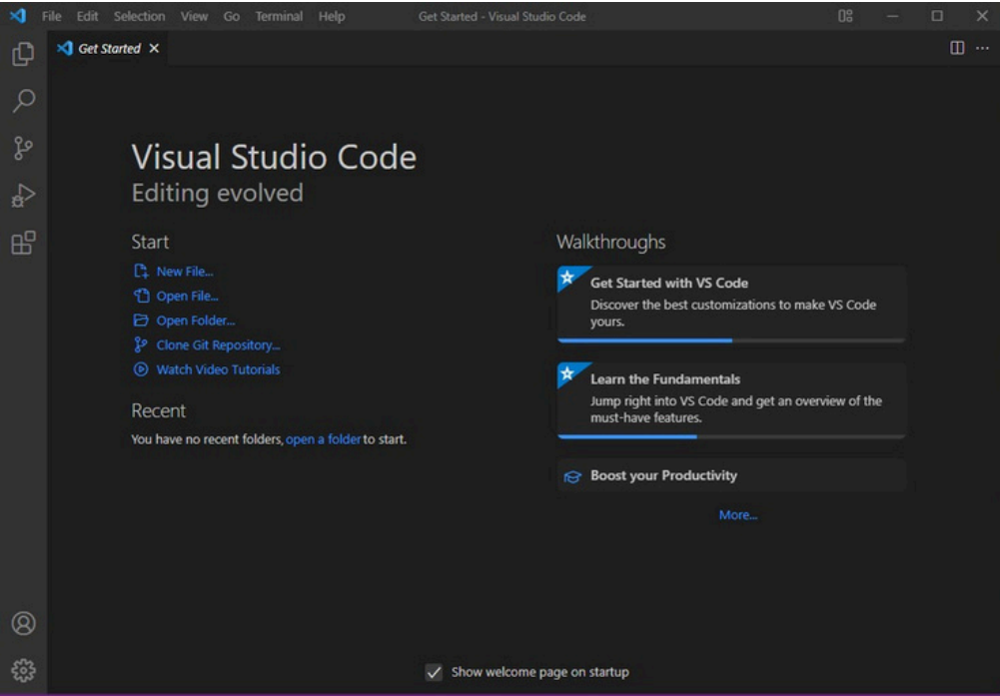 File Edit Selection View Go Terminal Help Get Started - Visual Studio Code
Get Started
Visual Studio Code
Editing evolved
Start
New File...
Open File...
Open Folder...
Clone Git Repository...
Watch Video Tutorials
Recent
You have no recent folders, open a folder to start.
Walkthroughs
Get Started with VS Code
Discover the best customizations to make VS Code
yours.
Learn the Fundamentals
Jump right into VS Code and get an overview of the
must-have features.
Boost your Productivity
More...
Show welcome page on startup